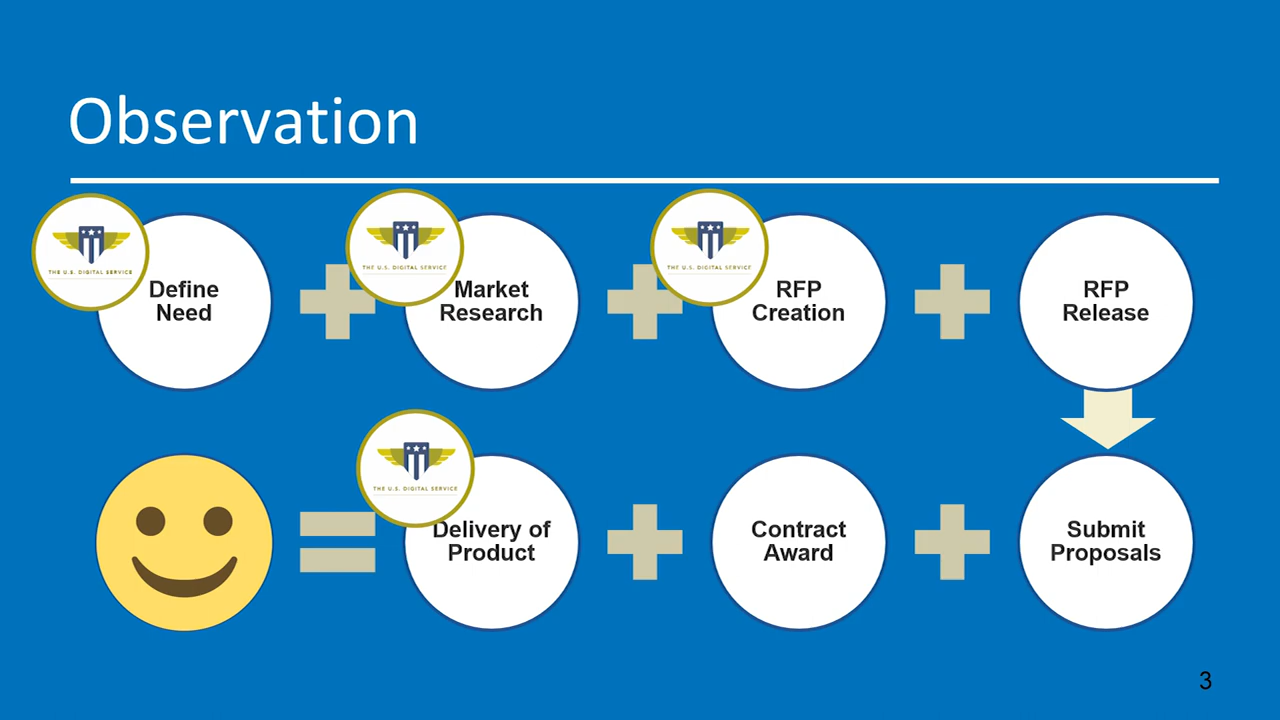 Observation
THE U.S. DIGITAL SERVICE
Define
Need
THE U.S. DIGITAL SERVICE
Market
Research
THE U.S. DIGITAL SERVICE
RFP
Creation
RFP
Release
THE U.S. DIGITAL SERVICE
Delivery of
Product
Contract
Award
Submit
Proposals
3